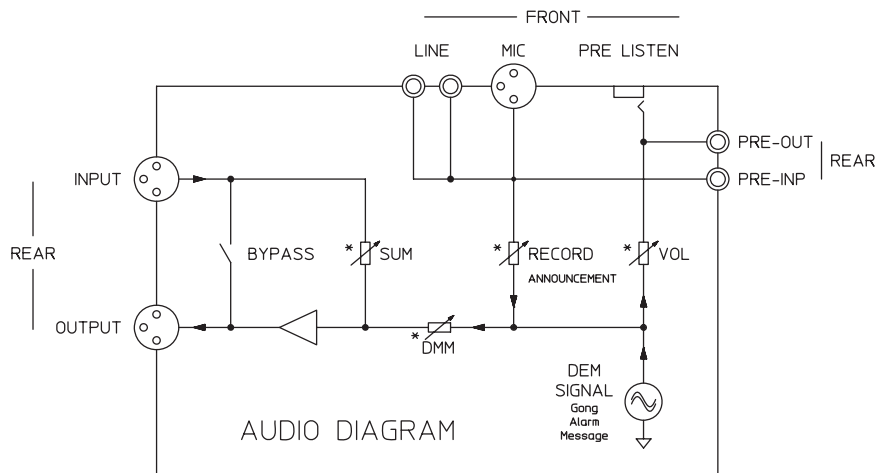 FRONT
LINE
MIC
PRE LISTEN
PRE-OUT
REAR
PRE-INP
INPUT
REAR
BYPASS
* SUM
* RECORD
ANNOUNCEMENT
* VOL
OUTPUT
* DMM
DEM
SIGNAL
Gong
Alarm
Message
AUDIO DIAGRAM